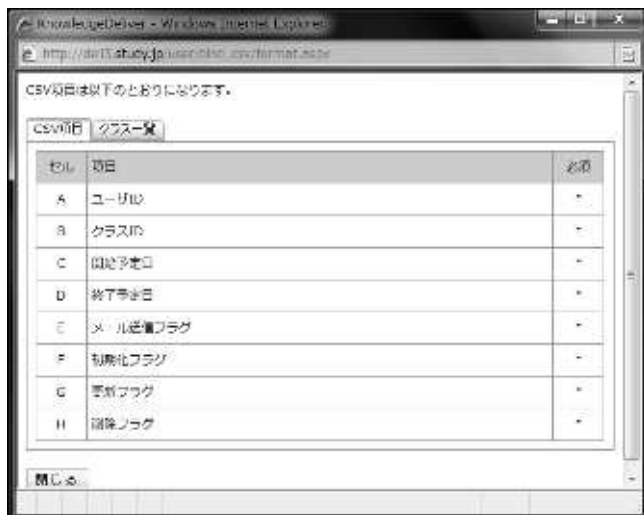 KnowledgeDeliver - Windows Internet Explorer
CSV項目は以下のとおりになります。
CSV項目 クラス一覧
セル 項目 必須
A ユーザID *
B クラスID *
C 開始予定日 *
D 終了予定日 *
E メール送信フラグ *
F 初期化フラグ *
G 更新フラグ *
H 削除フラグ *
閉じる